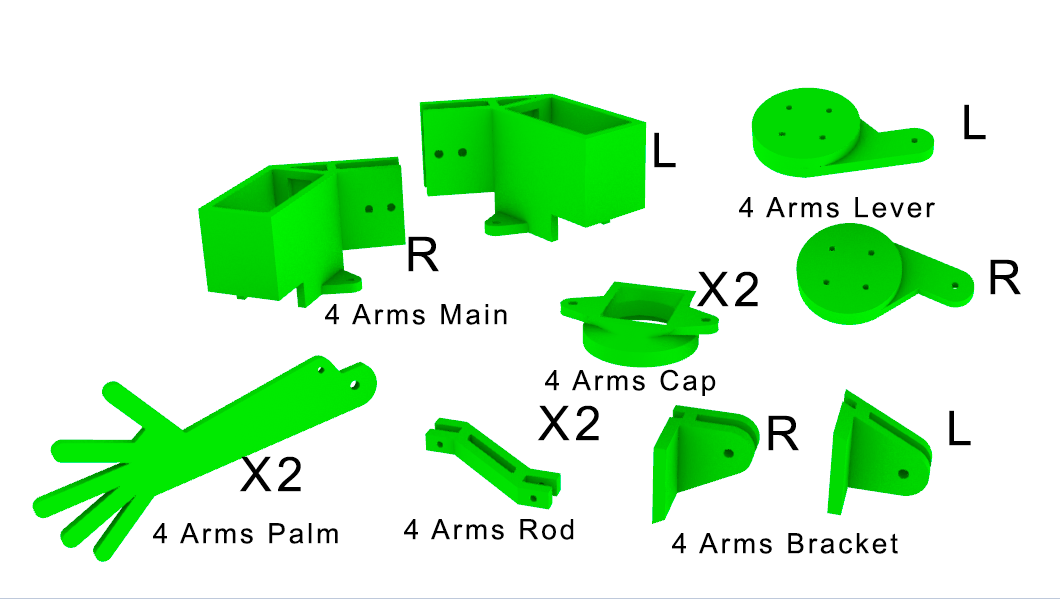 L
L
4 Arms Lever
R
R
X2
4 Arms Main
4 Arms Cap
X2
R
L
X2
4 Arms Palm
4 Arms Rod
4 Arms Bracket